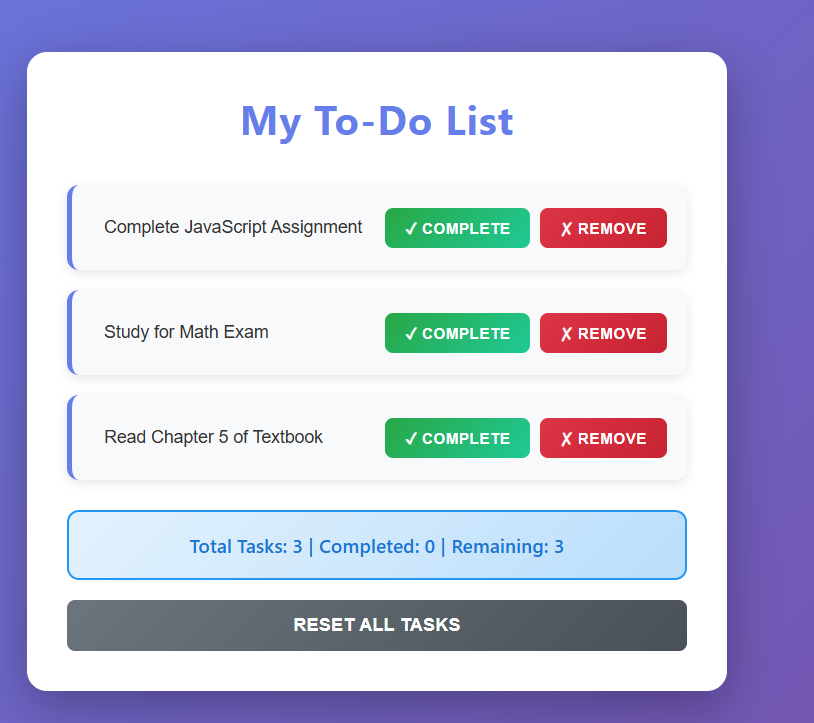 My To-Do List
Complete JavaScript Assignment ✓ COMPLETE ✗ REMOVE
Study for Math Exam ✓ COMPLETE ✗ REMOVE
Read Chapter 5 of Textbook ✓ COMPLETE ✗ REMOVE
Total Tasks: 3 | Completed: 0 | Remaining: 3
RESET ALL TASKS